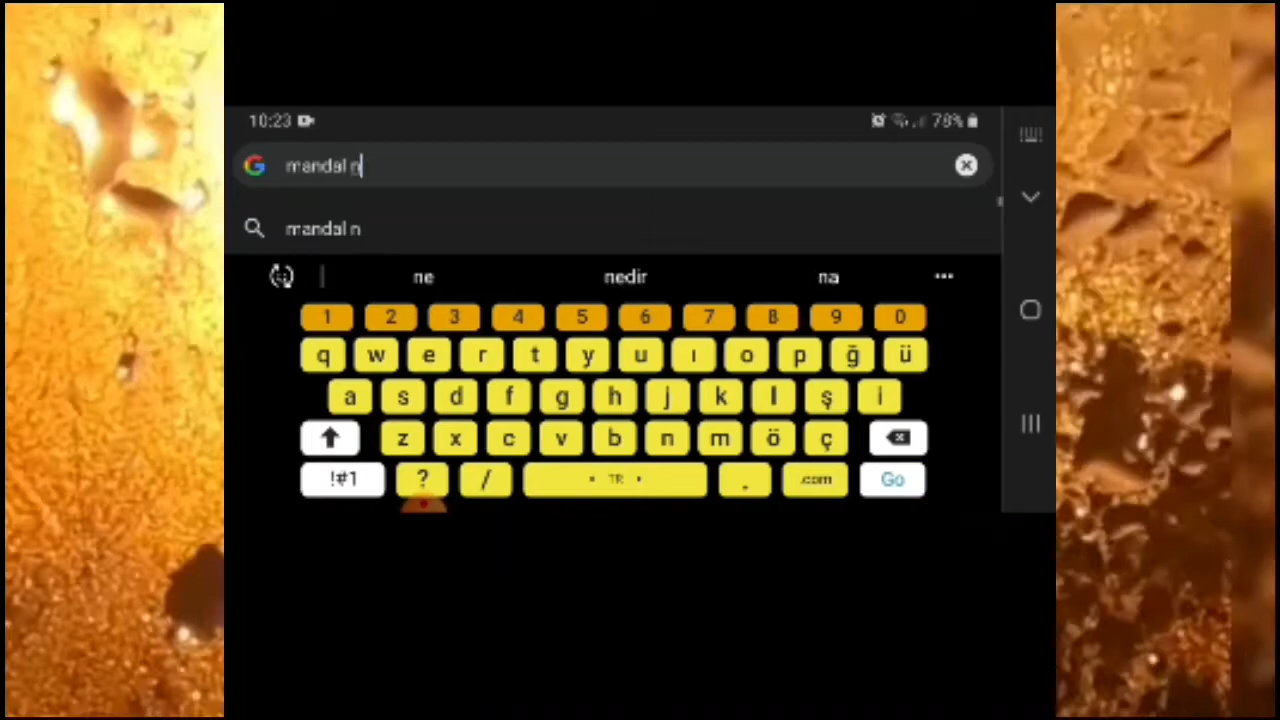 10:23 78%
mandal n
mandal n
ne nedir na •••
1 2 3 4 5 6 7 8 9 0
q w e r t y u ı o p ğ ü
a s d f g h j k l ş i
z x c v b n m ö ç
!#1 ? / TR . .com Go